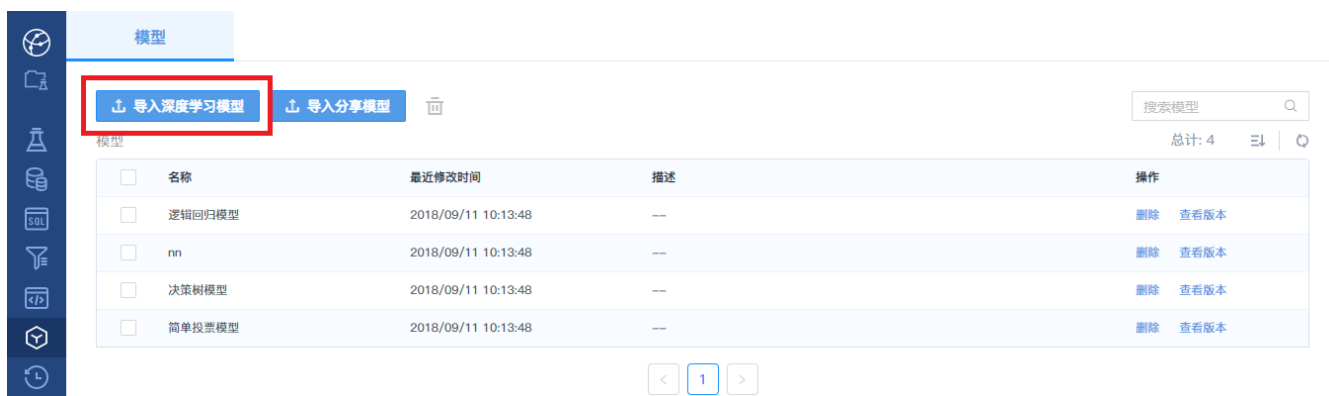 模型
导入深度学习模型 导入分享模型 搜索模型
模型 总计: 4
名称 最近修改时间 描述 操作
逻辑回归模型 2018/09/11 10:13:48 -- 删除 查看版本
nn 2018/09/11 10:13:48 -- 删除 查看版本
决策树模型 2018/09/11 10:13:48 -- 删除 查看版本
简单投票模型 2018/09/11 10:13:48 -- 删除 查看版本
SQL
</>
< 1 >